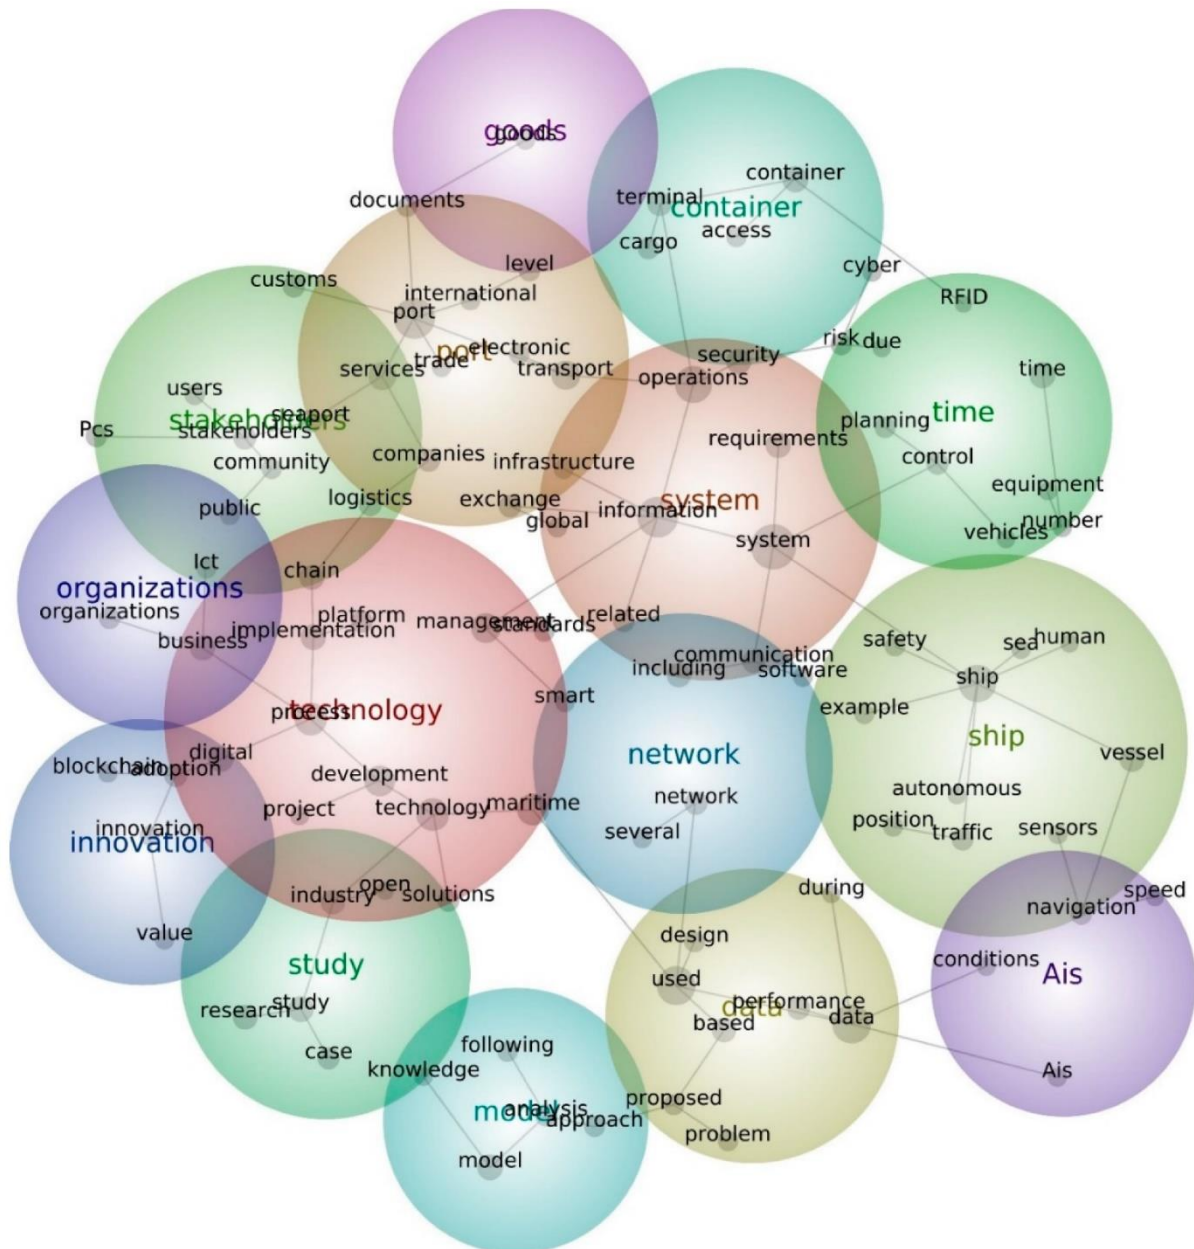 goods
goods
documents
container
terminal
container
access
cargo
level
cyber
customs
international
RFID
port
risk
due
electronic
port
security
trade
services
transport
operations
time
users
seaport
time
stakeholders
planning
Pcs
stakeholders
requirements
companies
control
community
infrastructure
equipment
logistics
exchange
system
public
information
global
number
vehicles
system
Ict
chain
organizations
organizations
platform
management
related
standards
implementation
business
safety
human
sea
communication
including
software
ship
smart
example
process
technology
ship
digital
network
vessel
blockchain
adoption
development
autonomous
network
project
technology
maritime
innovation
several
position
traffic
sensors
innovation
open
during
speed
industry
solutions
navigation
value
design
study
conditions
Ais
used
study
performance
research
data
data
based
following
case
knowledge
Ais
proposed
model
analysis
approach
problem
model